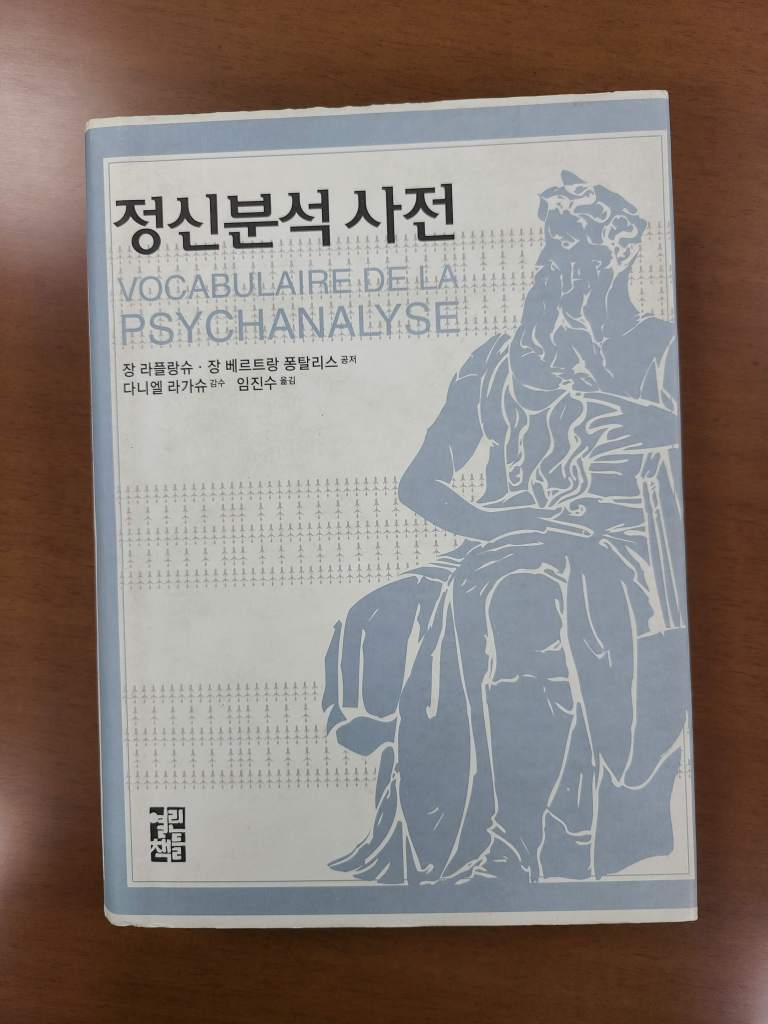 정신분석 사전
VOCABULAIRE DE LA
PSYCHANALYSE
장 라플랑슈 · 장 베르트랑 퐁탈리스 공저
다니엘 라가슈 감수 임진수 옮김
열린
책들